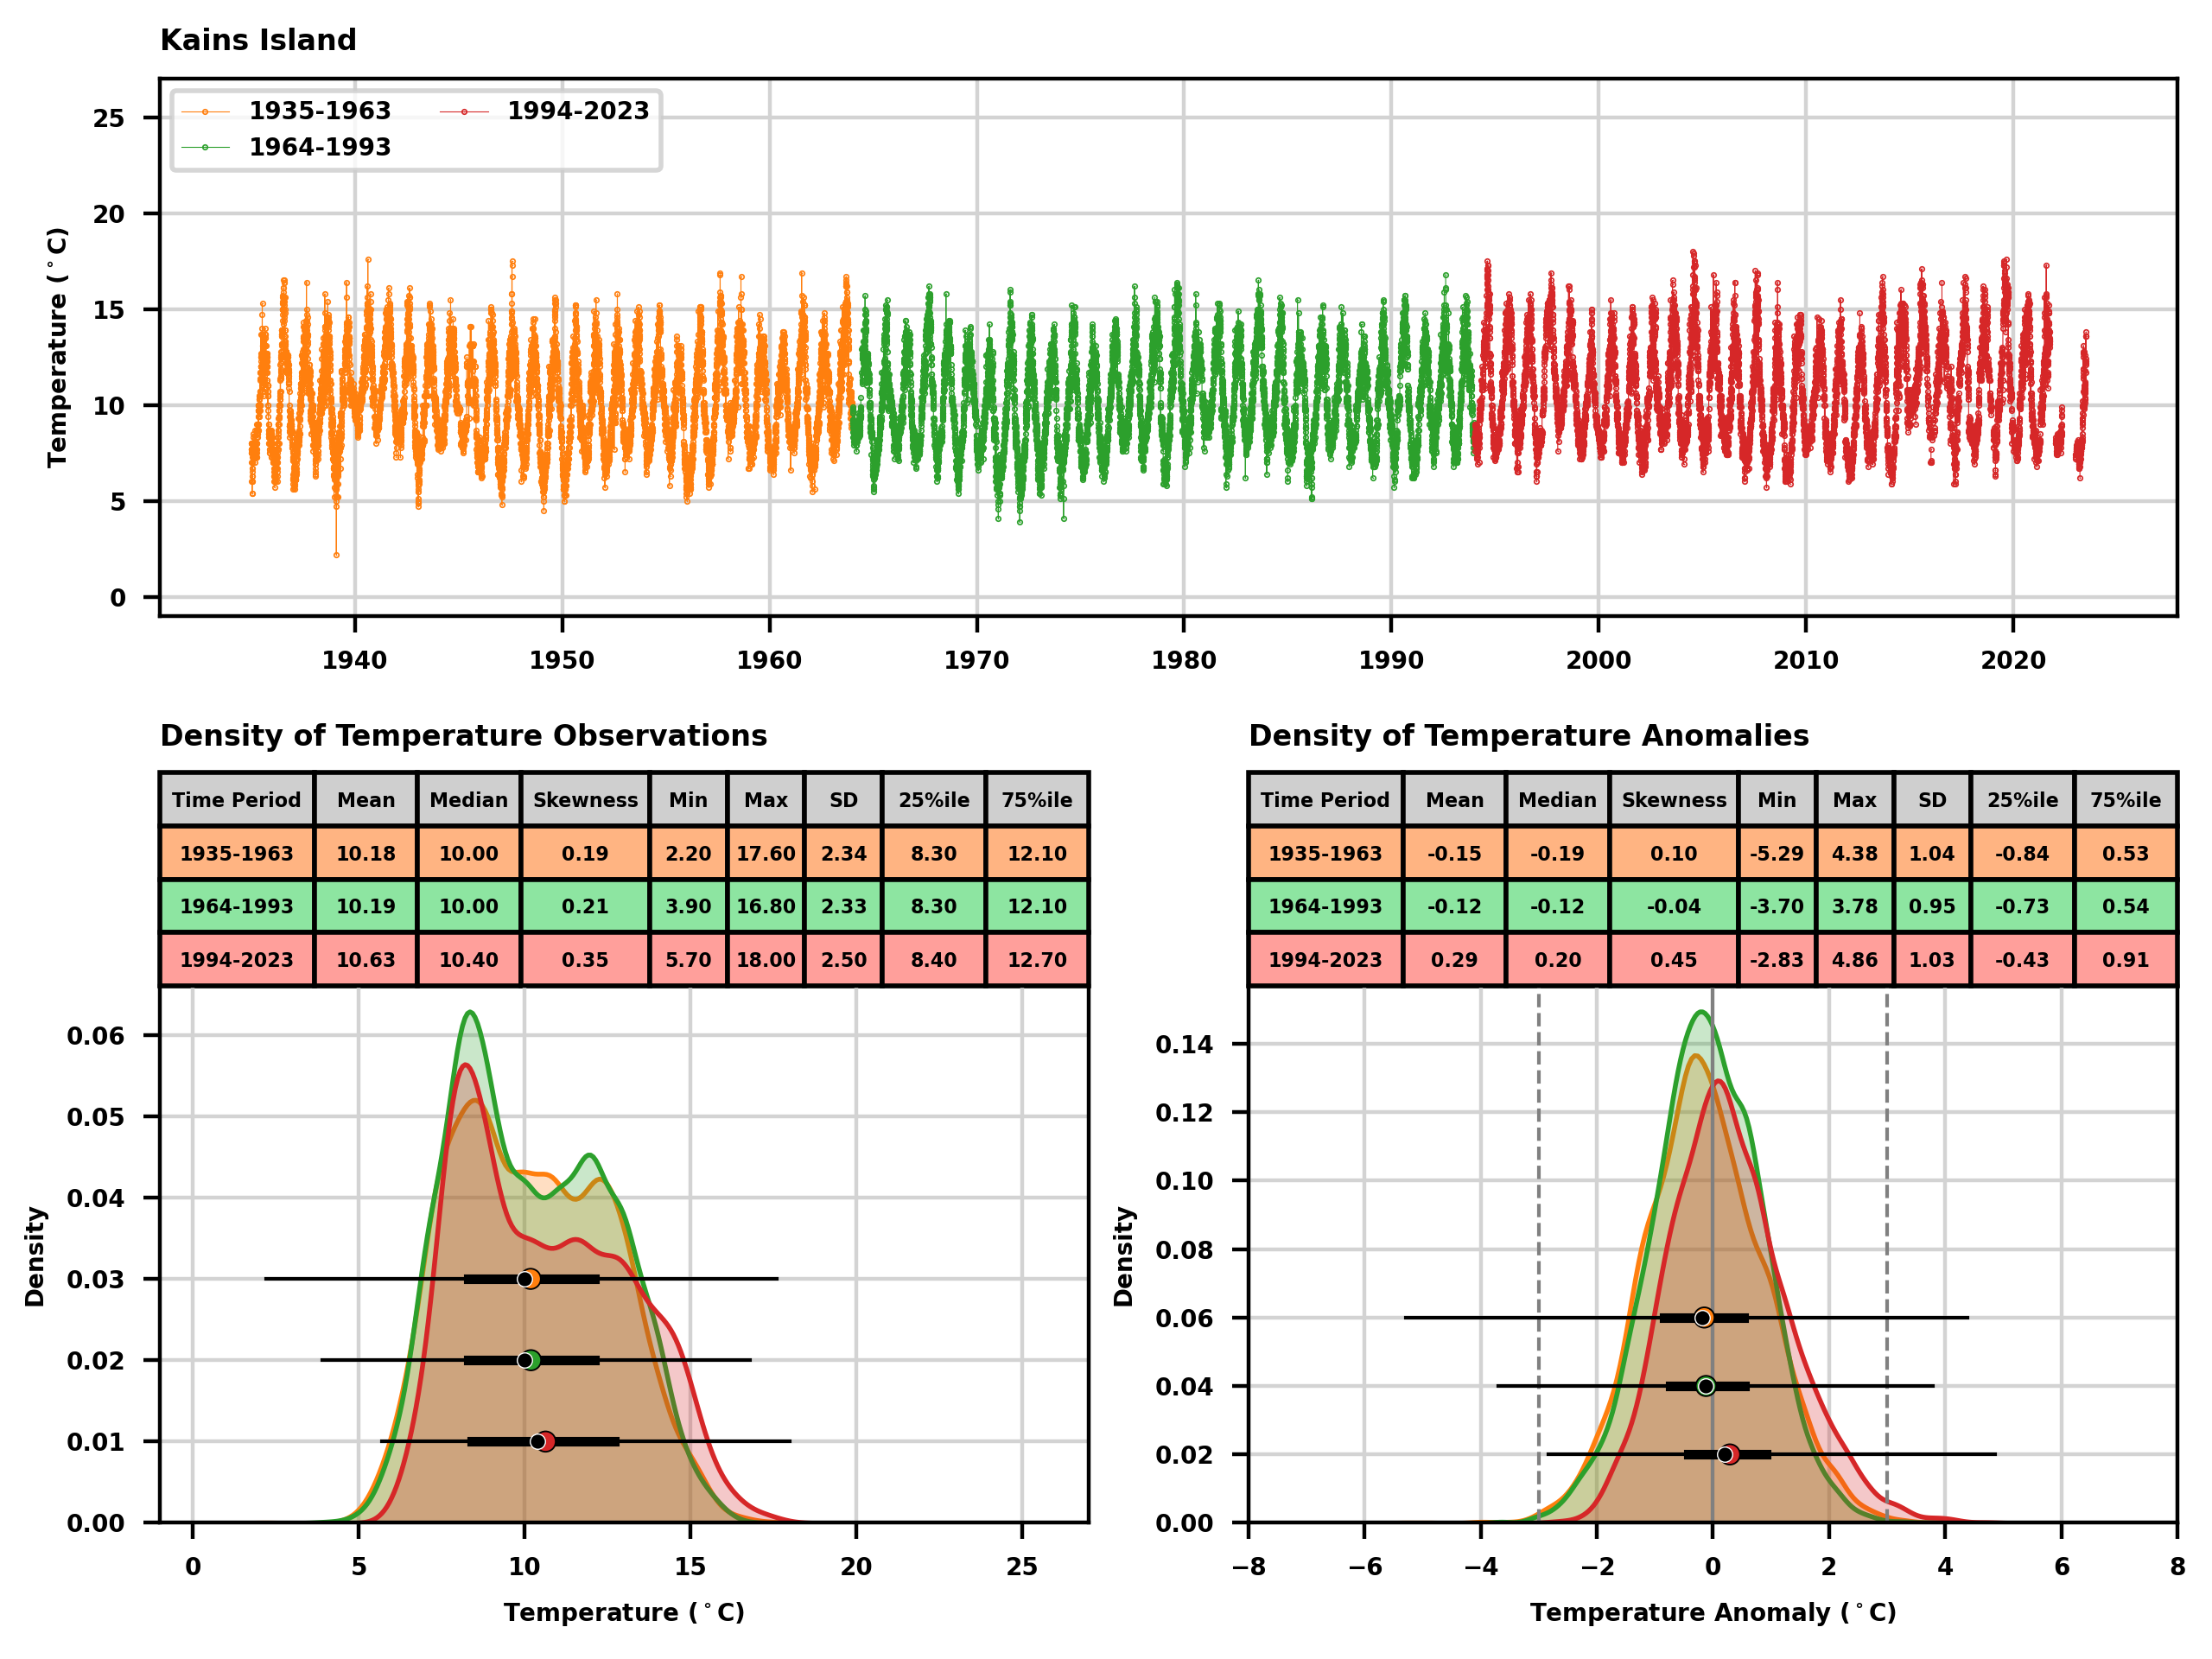 Kains Island
1935-1963 1994-2023
1964-1993
25
20
15
10
5
0
Temperature (°C)
1940 1950 1960 1970 1980 1990 2000 2010 2020
Density of Temperature Observations
Time Period Mean Median Skewness Min Max SD 25%ile 75%ile
1935-1963 10.18 10.00 0.19 2.20 17.60 2.34 8.30 12.10
1964-1993 10.19 10.00 0.21 3.90 16.80 2.33 8.30 12.10
1994-2023 10.63 10.40 0.35 5.70 18.00 2.50 8.40 12.70
0.06
0.05
0.04
0.03
0.02
0.01
0.00
Density
0 5 10 15 20 25
Temperature (°C)
Density of Temperature Anomalies
Time Period Mean Median Skewness Min Max SD 25%ile 75%ile
1935-1963 -0.15 -0.19 0.10 -5.29 4.38 1.04 -0.84 0.53
1964-1993 -0.12 -0.12 -0.04 -3.70 3.78 0.95 -0.73 0.54
1994-2023 0.29 0.20 0.45 -2.83 4.86 1.03 -0.43 0.91
0.14
0.12
0.10
0.08
0.06
0.04
0.02
0.00
Density
−8 −6 −4 −2 0 2 4 6 8
Temperature Anomaly (°C)